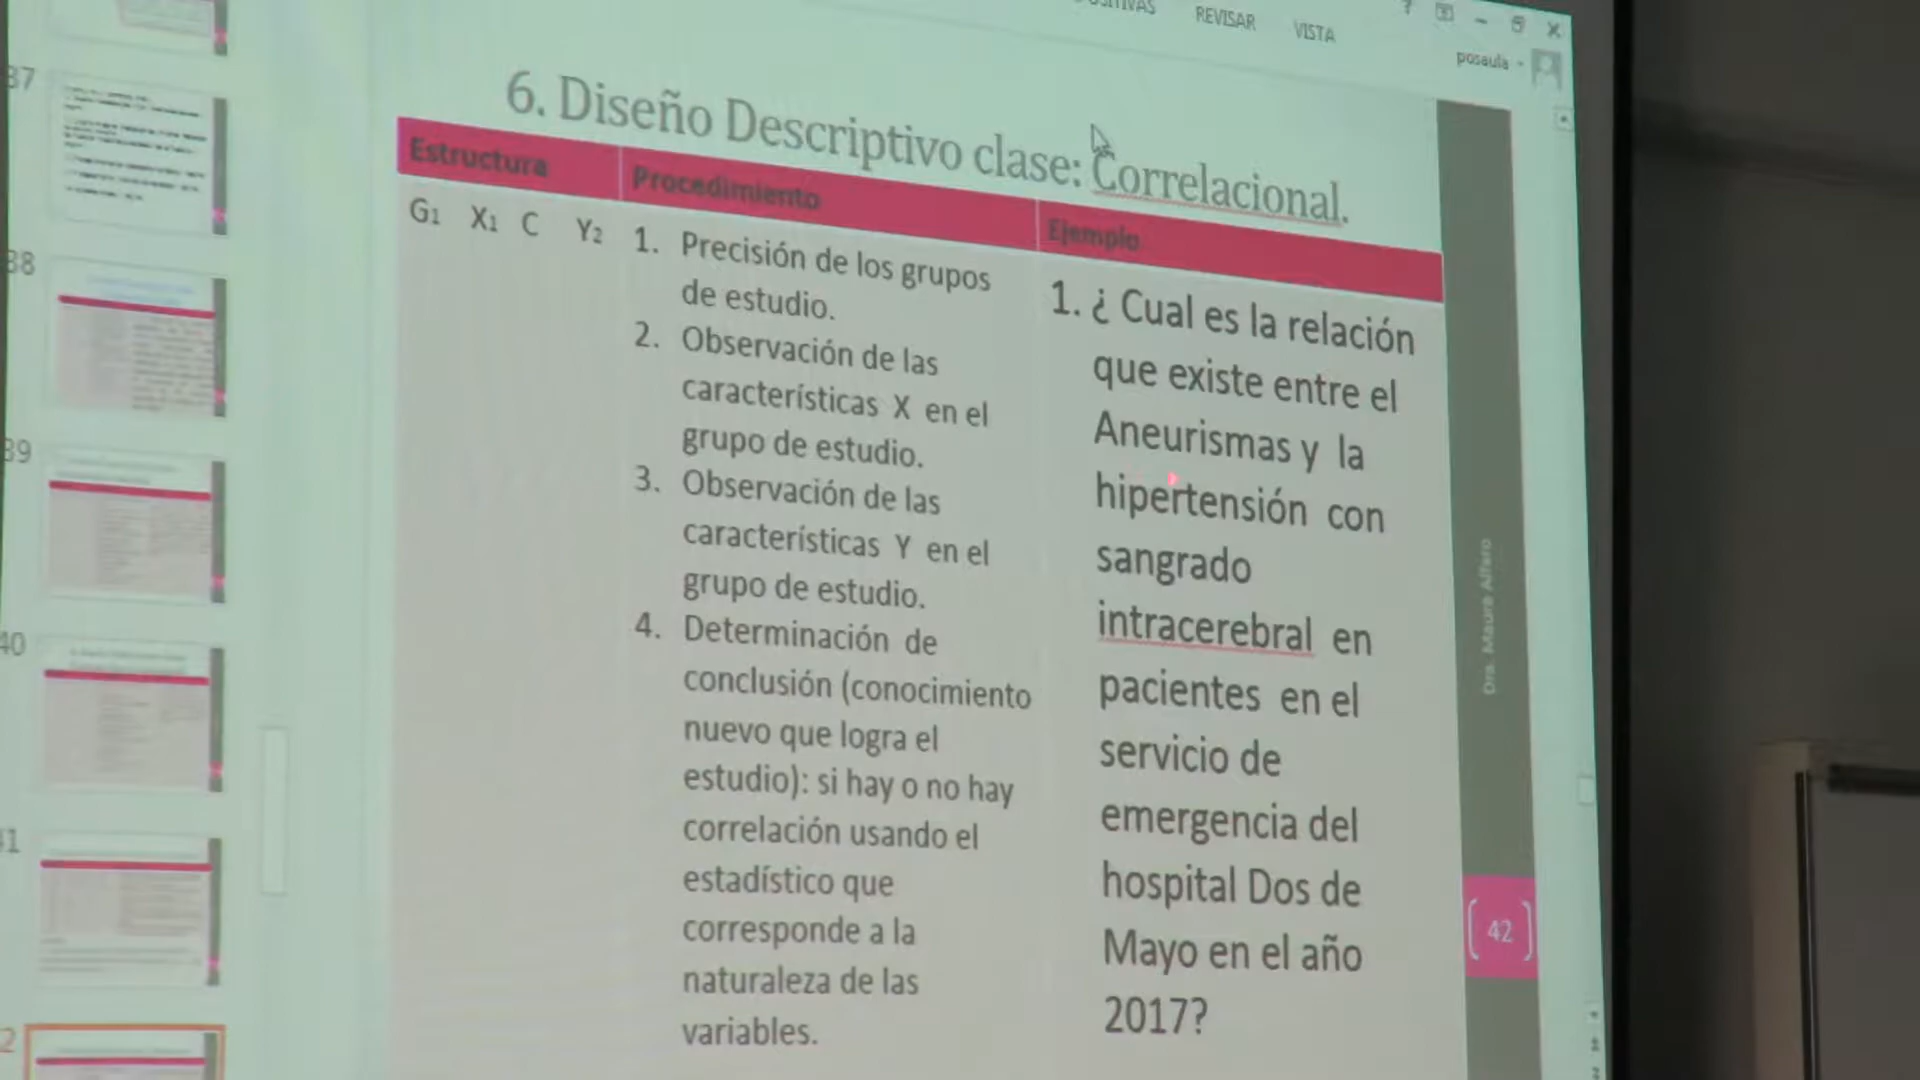 REVISAR
VISTA
?
posaula
37
38
39
40
6. Diseño Descriptivo clase: Correlacional.
Estructura
Procedimiento
Ejemplo
G1 X1 C Y2
1. Precisión de los grupos
de estudio.
2. Observación de las
características X en el
grupo de estudio.
3. Observación de las
características Y en el
grupo de estudio.
4. Determinación de
conclusión (conocimiento
nuevo que logra el
estudio): si hay o no hay
correlación usando el
estadístico que
corresponde a la
naturaleza de las
variables.
1. ¿ Cual es la relación
que existe entre el
Aneurismas y la
hipertensión con
sangrado
intracerebral en
pacientes en el
servicio de
emergencia del
hospital Dos de
Mayo en el año
2017?
Dra. Maura Alfaro
42